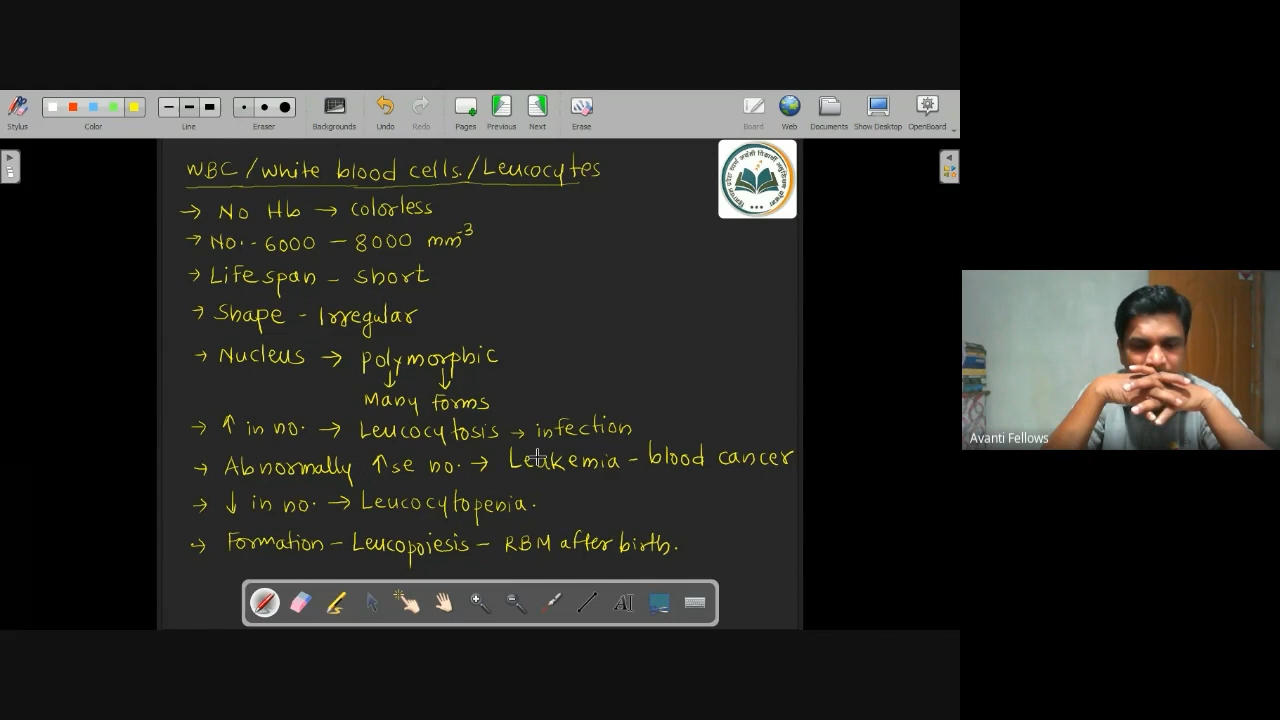 Stylus
Color
Line
Eraser
Backgrounds
Undo
Redo
Pages
Previous
Next
Erase
Board
Web
Documents
Show Desktop
OpenBoard
WBC/White blood cells./Leucocytes
→ No Hb → colorless
→ No. - 6000 - 8000 mm⁻³
→ Lifespan - short
→ Shape - Irregular
→ Nucleus → polymorphic
↓ ↓
Many forms
→ ↑ in no. → Leucocytosis → infection
→ Abnormally ↑se no. → Leukemia - blood cancer
→ ↓ in no. → Leucocytopenia.
→ Formation - Leucopoiesis - RBM after birth.
Avanti Fellows